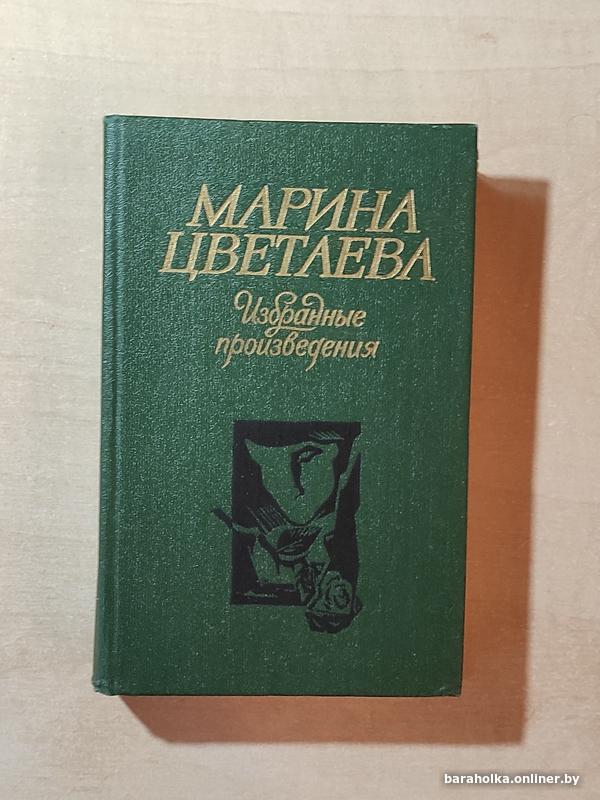 МАРИНА
ЦВЕТАЕВА
Избранные
произведения
baraholka.onliner.by